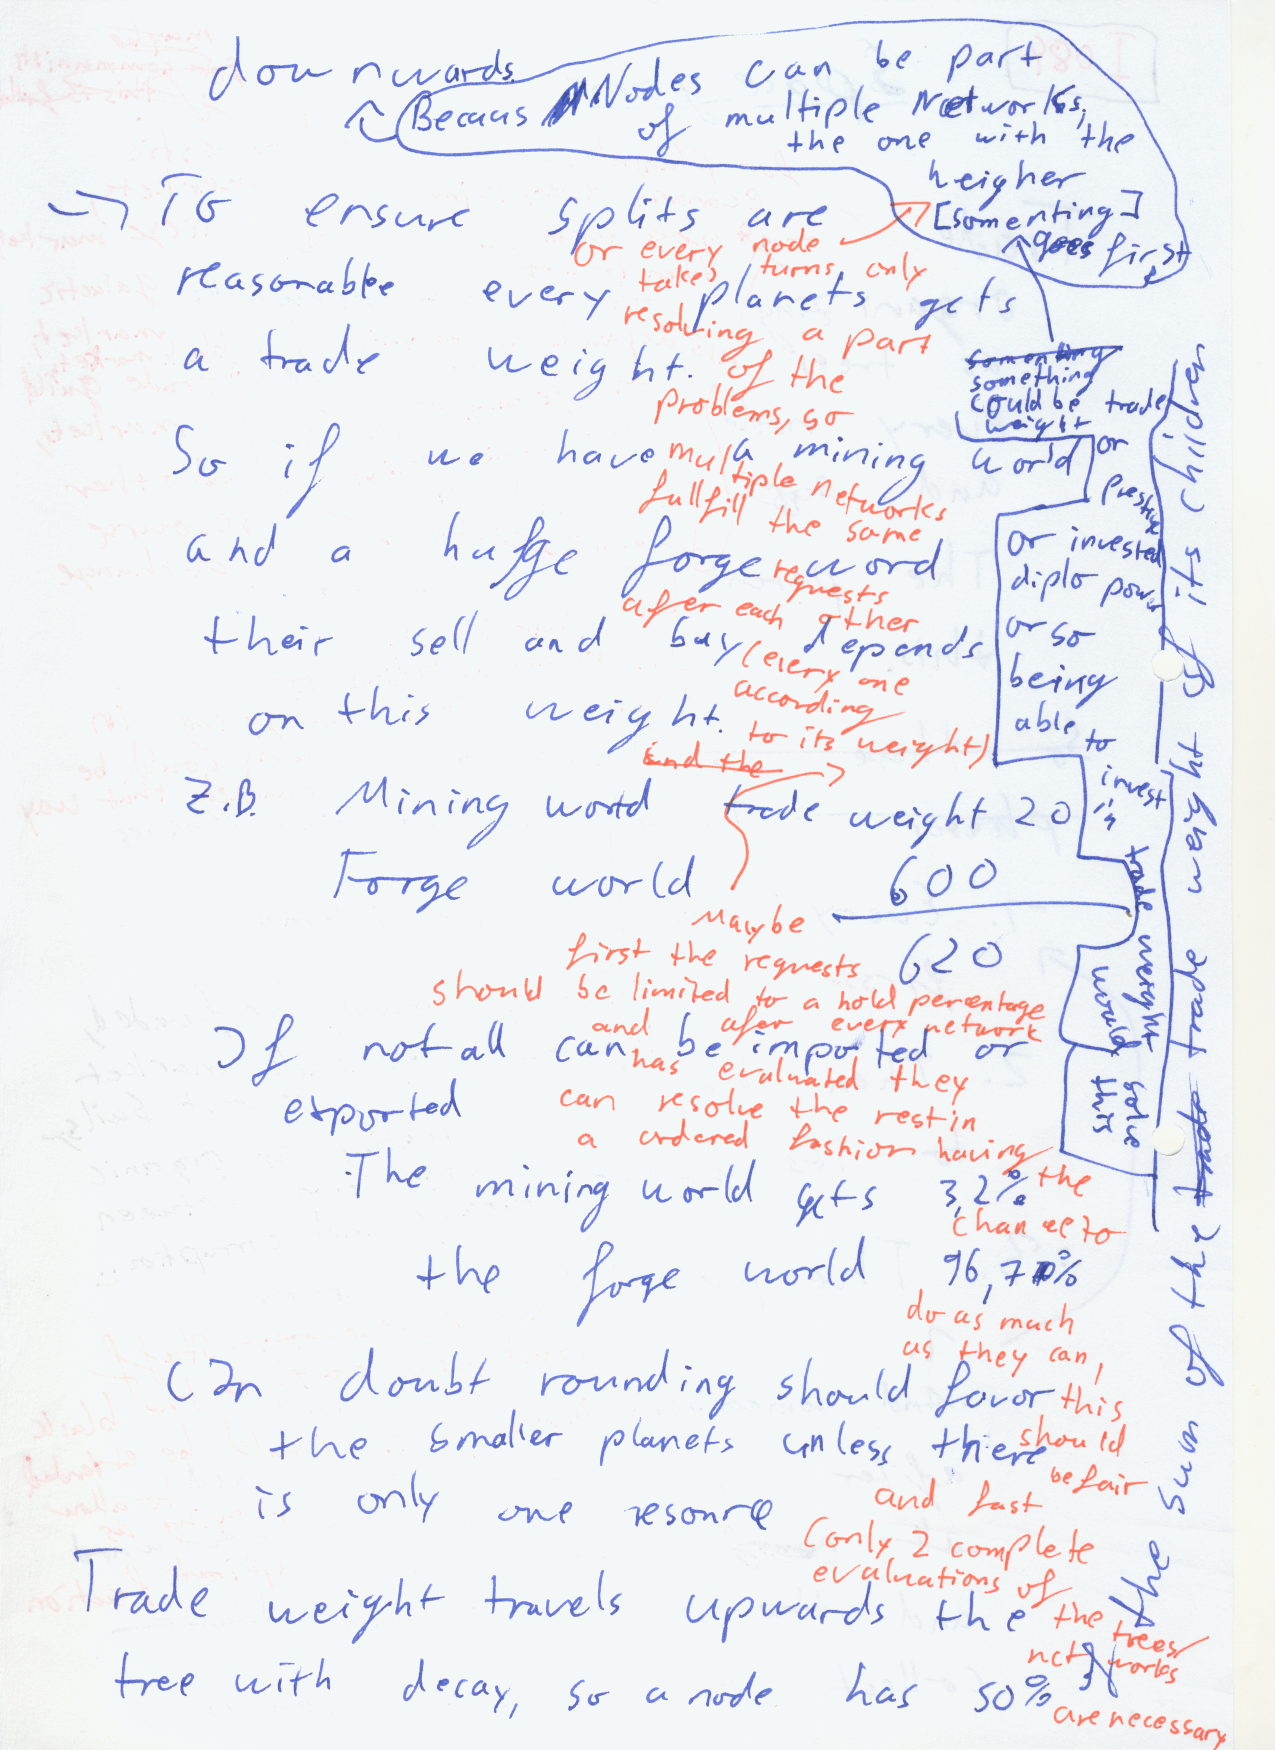 downwards.
Becaus Nodes can be part
of multiple Networks,
the one with the
heigher
[somenting]
goes first
To ensure splits are
reasonable every planets gets
a trade weight.
So if we have a mining world
and a huge forge word
their sell and buy depends
on this weight.
Z.B. Mining world trade weight 20
Forge world 600
620
If not all can be imported or
exported
The mining world gets 3,2%
the forge world 96,7%
(In doubt rounding should favor
the smaller planets unless there
is only one resource
Trade weight travels upwards the
tree with decay, so a node has 50% of
the sum of the trade trade weight of its children
or every node
takes turns only
resolving a part
of the
problems, so
multiple networks
fullfill the same
requests
after each other
(every one
according
to its weight)
and the
Maybe
first the requests
should be limited to a hold percentage
and afer every network
has evaluated they
can resolve the rest in
a ordered fashion having
the
chance to
do as much
as they can,
this
should
be fair
and fast
(only 2 complete
evaluations of
the trees/
networks
are necessary
somenting
something
could be trade
weight
or
prestige
or invested
diplo power
or so
being
able
to
invest
in
trade weight
would
solve
this